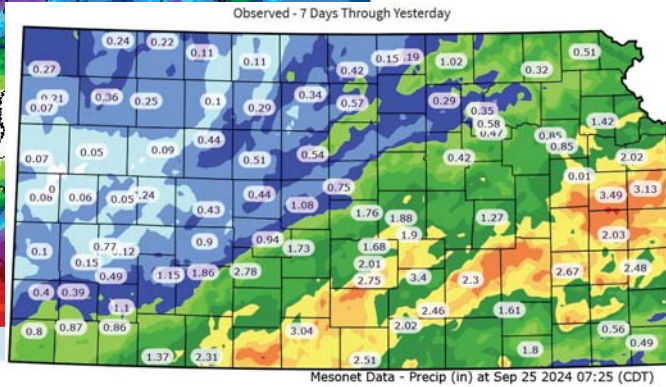 Observed - 7 Days Through Yesterday
0.24 0.22
0.11
0.51
0.27 0.11 0.42 0.15 .19 1.02 0.32
0.21 0.36 0.25 0.1 0.29 0.34 0.57 0.29
0.07 0.35
0.58 1.42
0.47 0.85
0.44 0.85
0.07 0.05 0.09 0.51 0.54 0.42 2.02
0.01
0 0.75 3.49 3.13
0.08 0.06 0.05 .24 0.43 0.44 1.08
1.76 1.88 1.27
0.9 0.94 1.9 2.03
0.1 0.77 .12 1.73 1.68
0.15 2.01
0.49 1.15 1.86 2.78 2.75 3.4 2.3 2.67 2.48
0.4 0.39
1.1 2.46 1.61
0.8 0.87 0.86 3.04 2.02 0.56
0.49
1.37 2.31 2.51 1.8
Mesonet Data - Precip (in) at Sep 25 2024 07:25 (CDT)